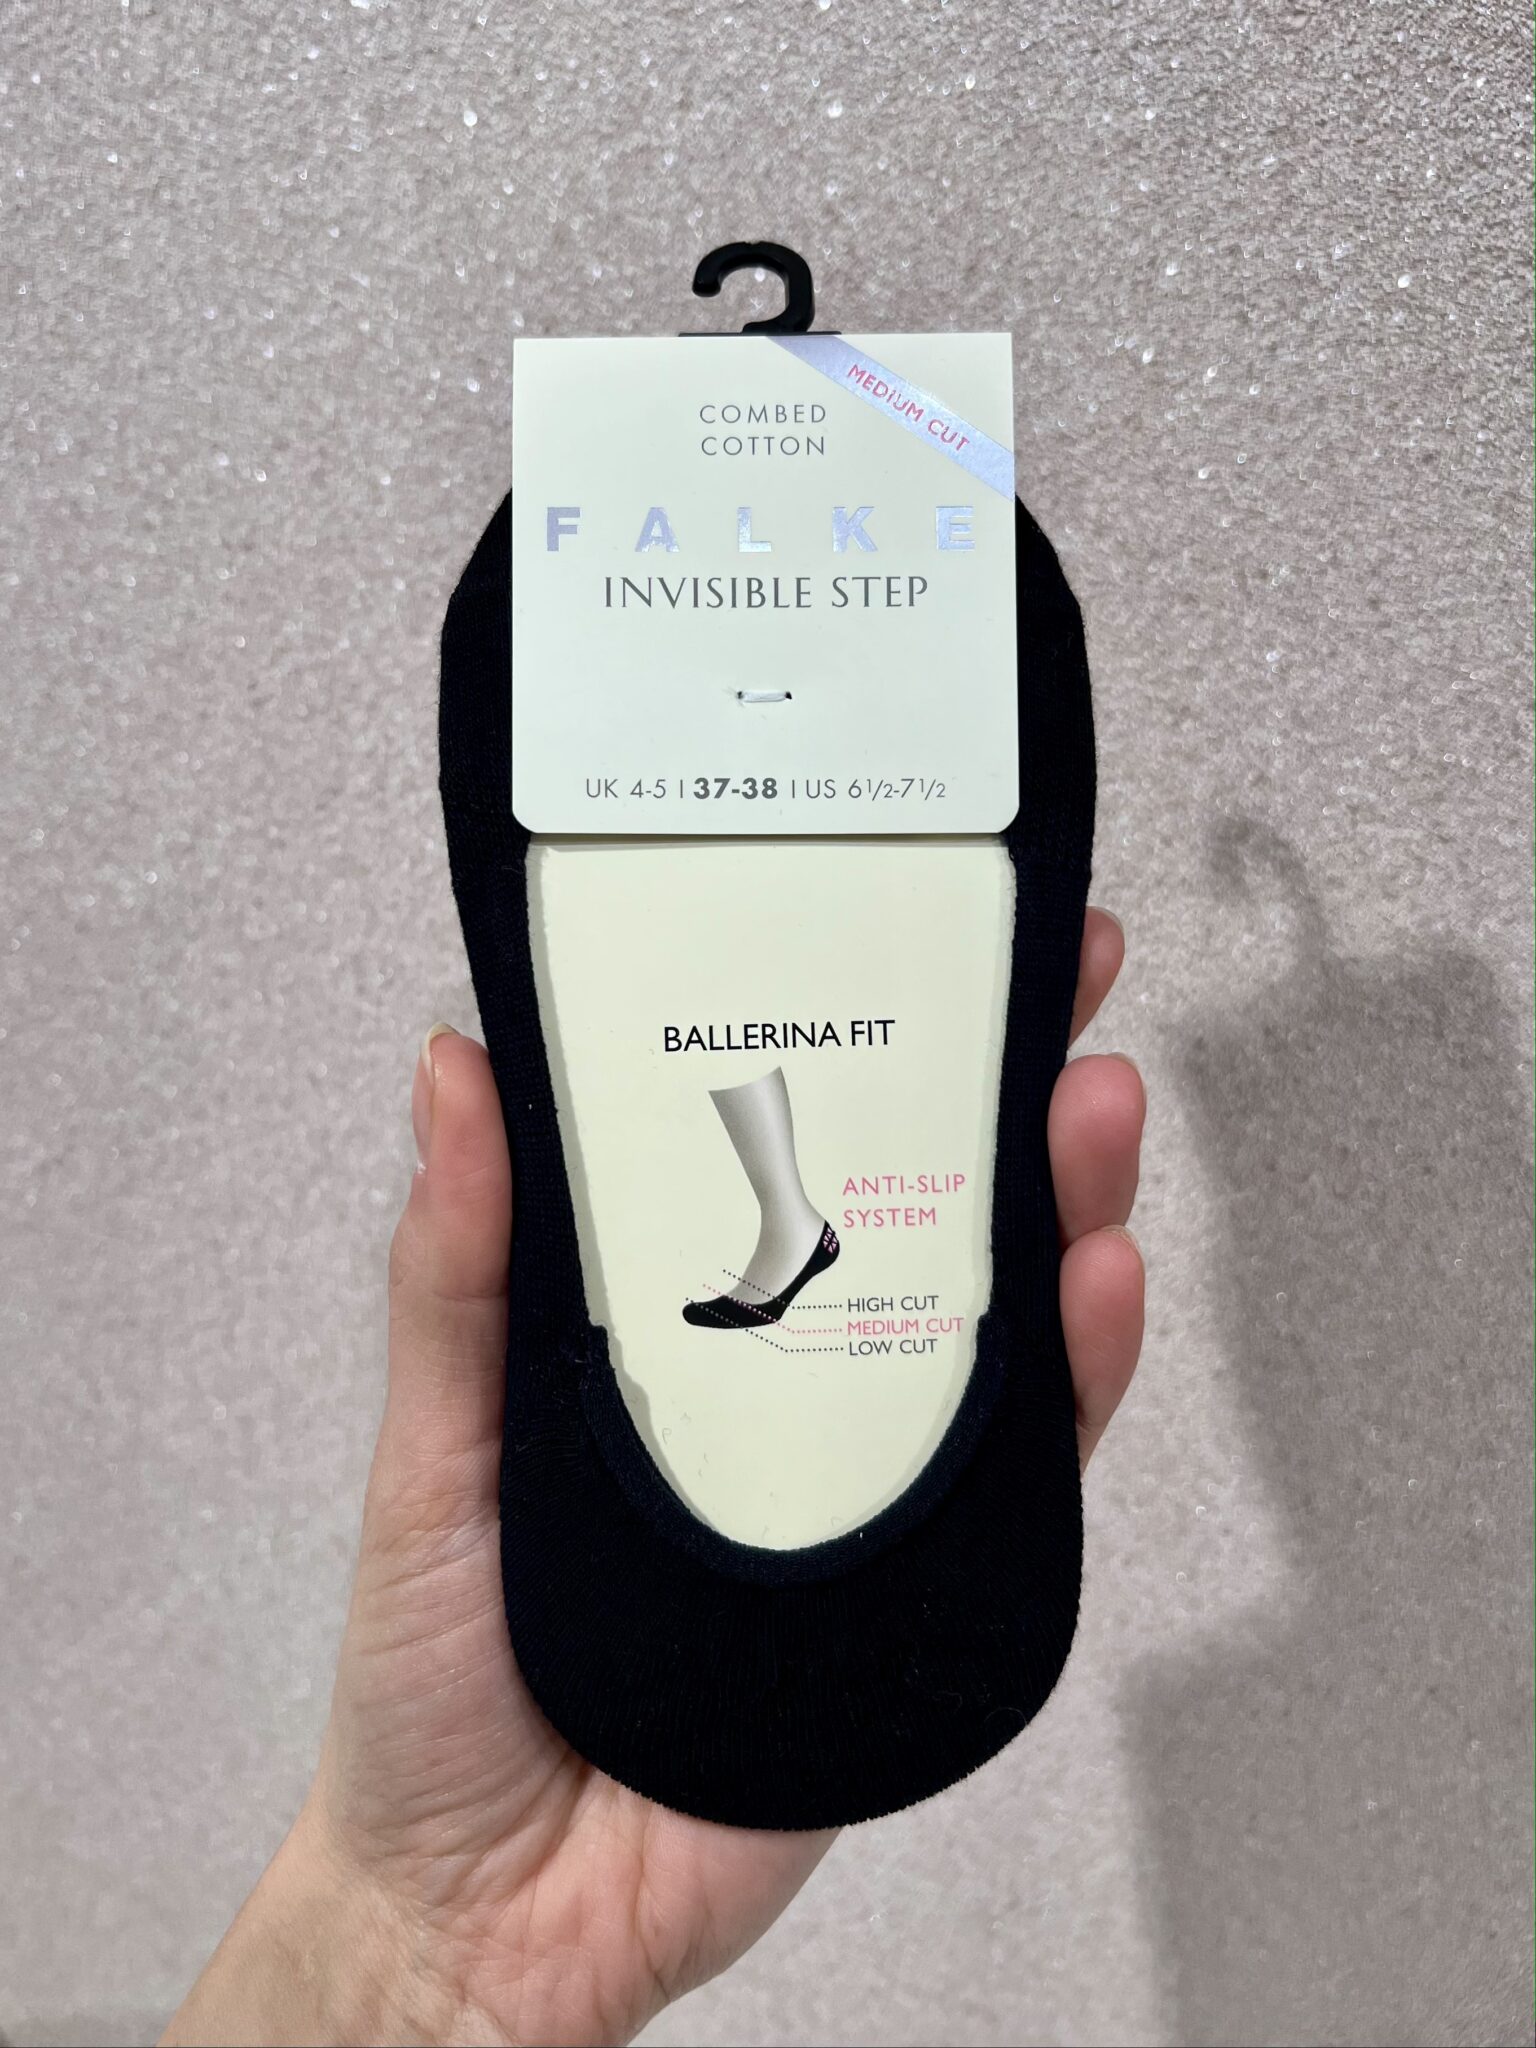 MEDIUM CUT
COMBED
COTTON
FALKE
INVISIBLE STEP
UK 4-5 | 37-38 | US 6½-7½
BALLERINA FIT
ANTI-SLIP
SYSTEM
HIGH CUT
MEDIUM CUT
LOW CUT